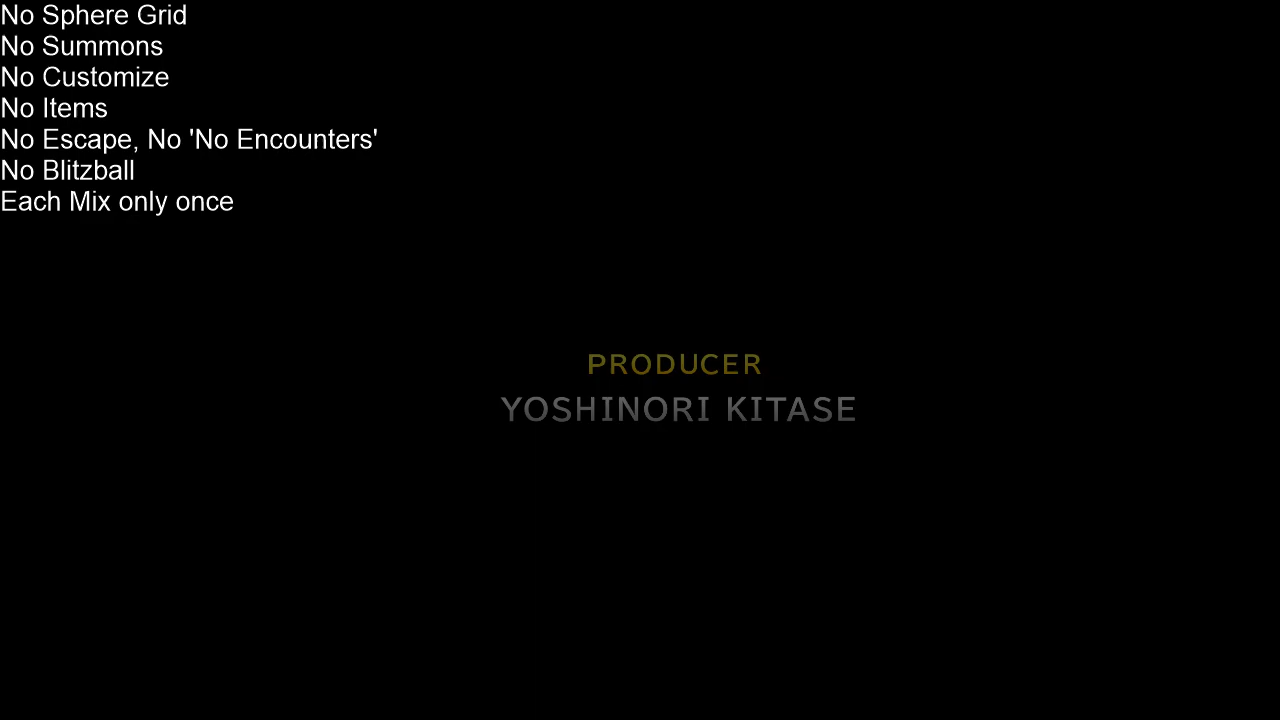 No Sphere Grid
No Summons
No Customize
No Items
No Escape, No 'No Encounters'
No Blitzball
Each Mix only once
PRODUCER
YOSHINORI KITASE